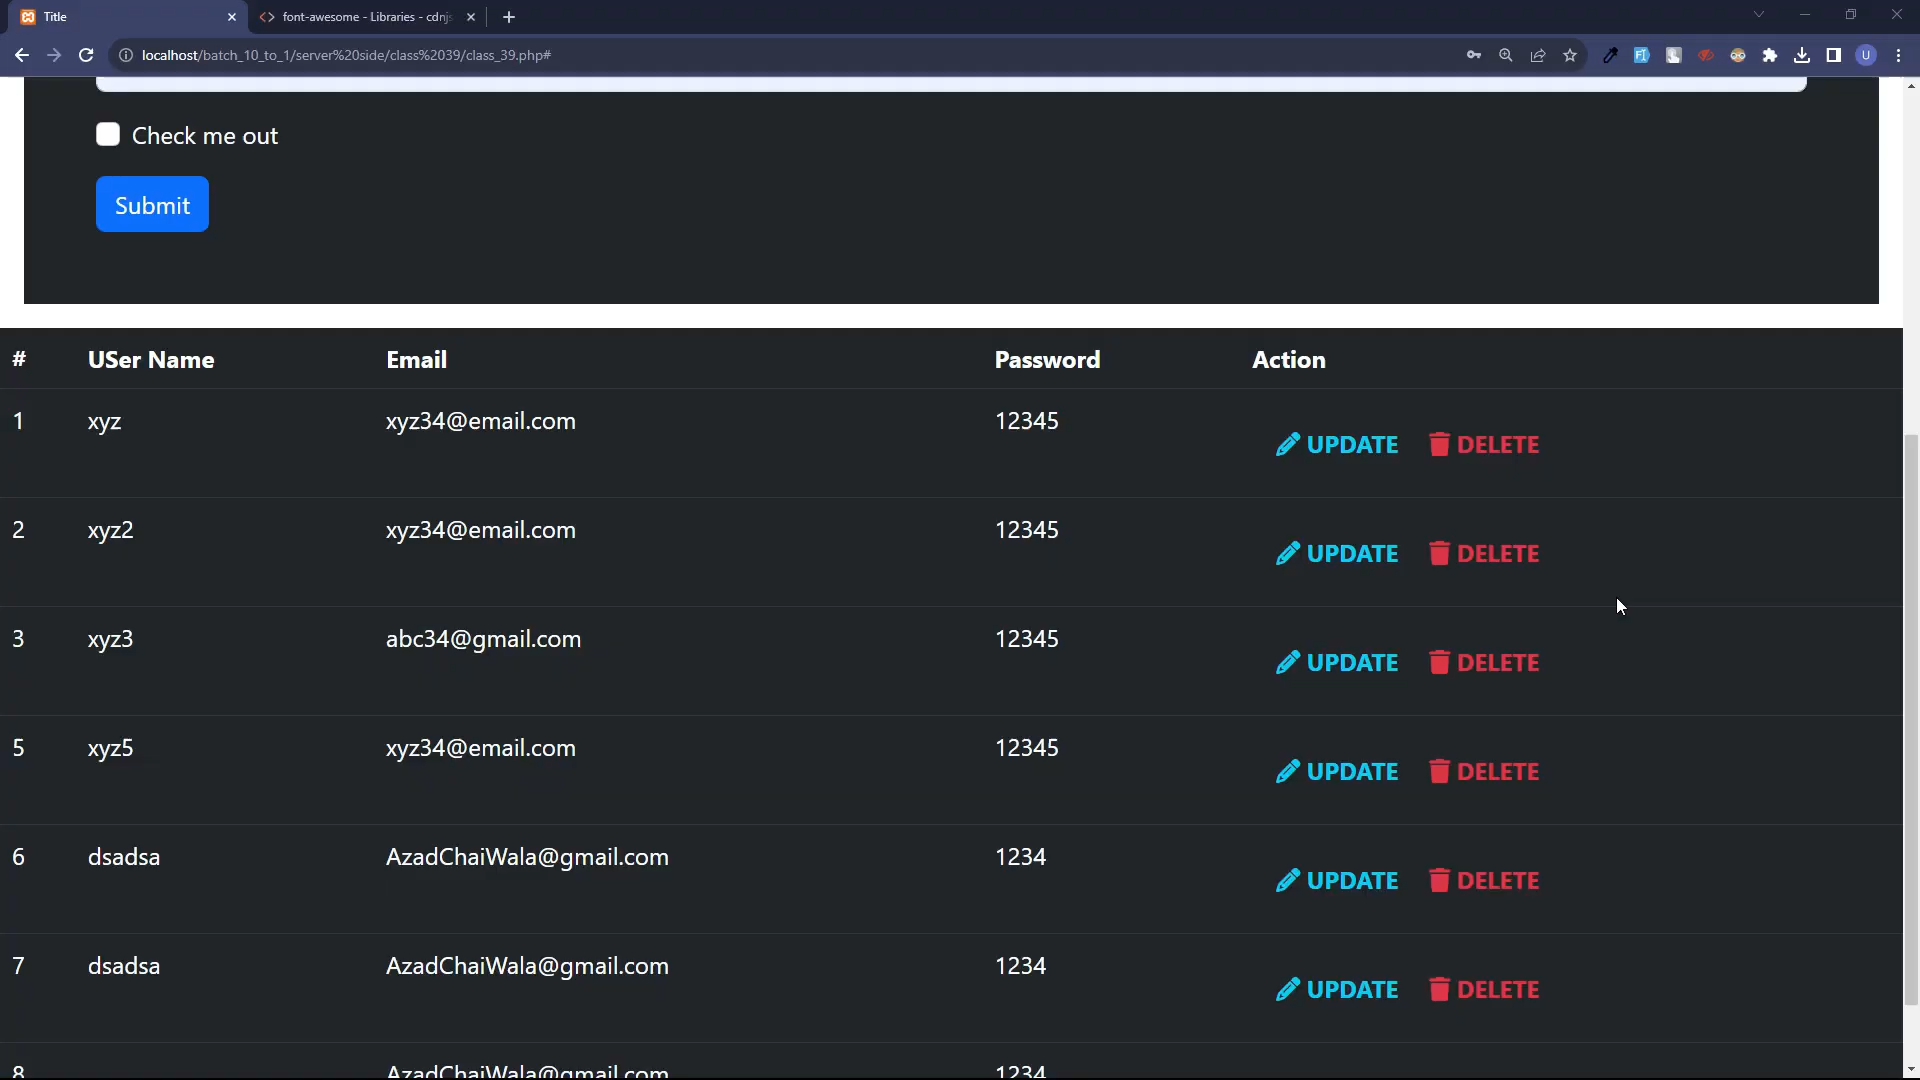 Title
font-awesome - Libraries - cdnjs
localhost/batch_10_to_1/server%20side/class%2039/class_39.php#
U
Check me out
Submit
# USer Name Email Password Action
1 xyz xyz34@email.com 12345 UPDATE DELETE
2 xyz2 xyz34@email.com 12345 UPDATE DELETE
3 xyz3 abc34@gmail.com 12345 UPDATE DELETE
5 xyz5 xyz34@email.com 12345 UPDATE DELETE
6 dsadsa AzadChaiWala@gmail.com 1234 UPDATE DELETE
7 dsadsa AzadChaiWala@gmail.com 1234 UPDATE DELETE
8 AzadChaiWala@gmail.com 1234